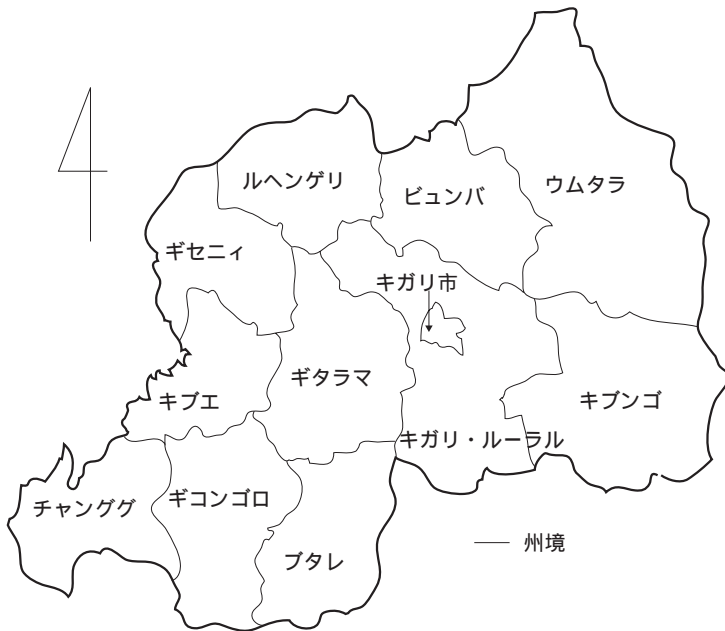 ルヘンゲリ
ビュンバ
ウムタラ
ギセニィ
キガリ市
ギタラマ
キブエ
キブンゴ
キガリ・ルーラル
チャンググ
ギコンゴロ
ブタレ
州境